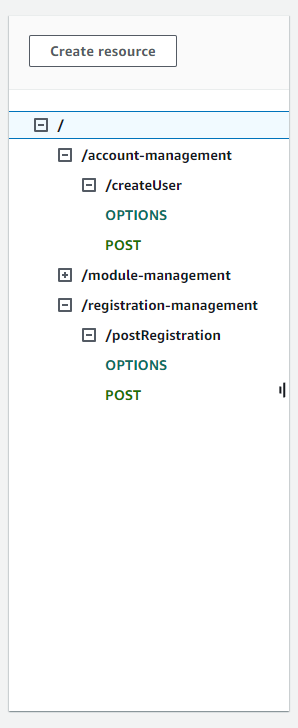 Create resource
/
/account-management
/createUser
OPTIONS
POST
/module-management
/registration-management
/postRegistration
OPTIONS
POST